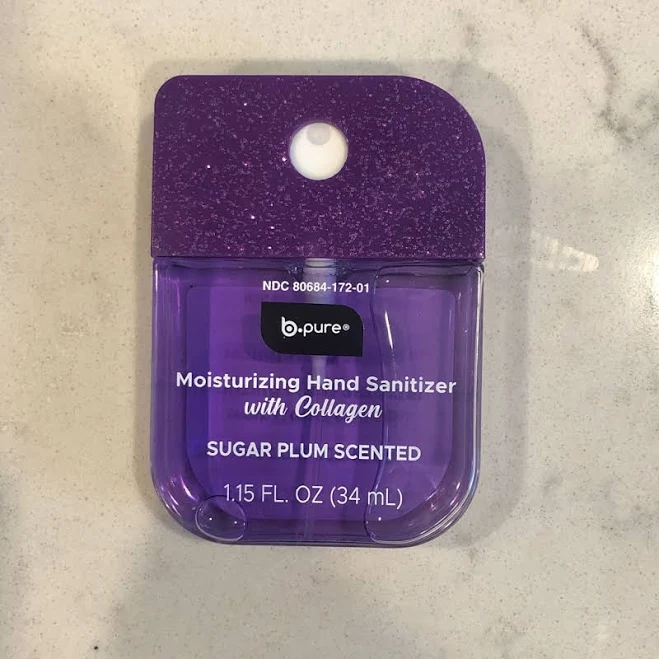 NDC 80684-172-01
b.pure®
Moisturizing Hand Sanitizer
with Collagen
SUGAR PLUM SCENTED
1.15 FL. OZ (34 mL)